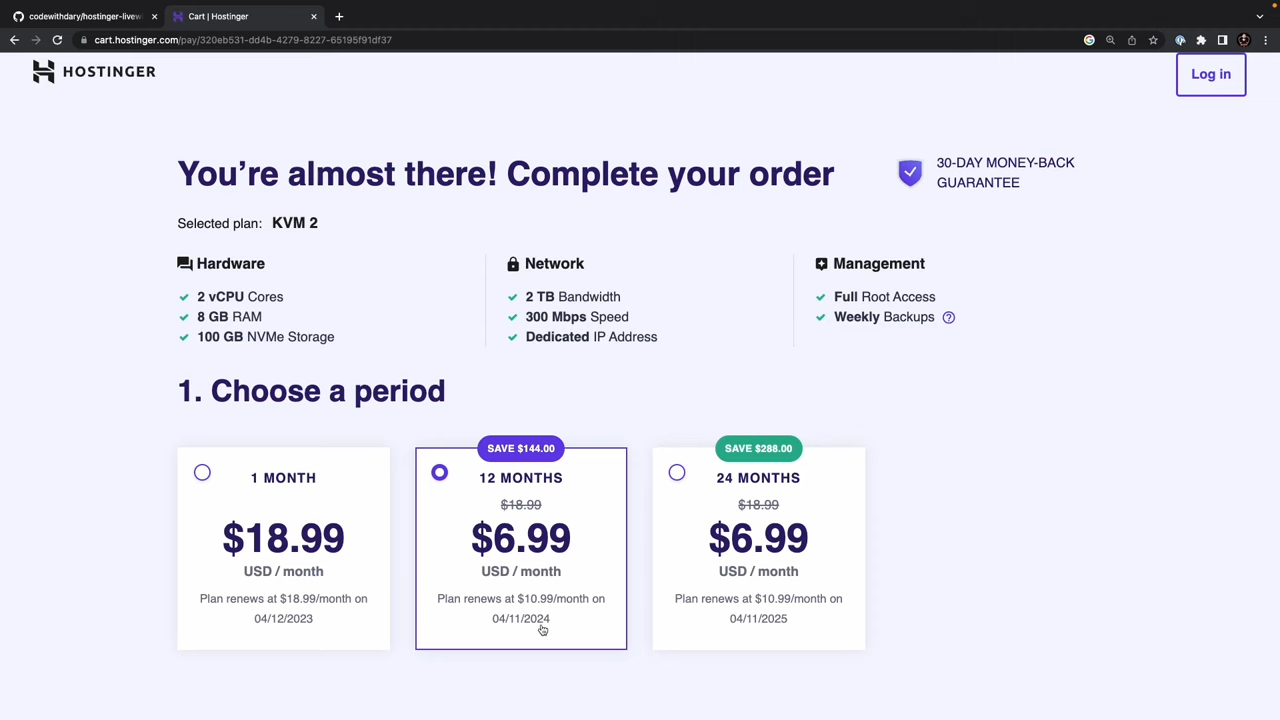 codewithdary/hostinger-livew
Cart | Hostinger
cart.hostinger.com/pay/320eb531-dd4b-4279-8227-65195f91df37
HOSTINGER
Log in
You're almost there! Complete your order
30-DAY MONEY-BACK
GUARANTEE
Selected plan: KVM 2
Hardware
2 vCPU Cores
8 GB RAM
100 GB NVMe Storage
Network
2 TB Bandwidth
300 Mbps Speed
Dedicated IP Address
Management
Full Root Access
Weekly Backups
1. Choose a period
1 MONTH
$18.99
USD / month
Plan renews at $18.99/month on
04/12/2023
SAVE $144.00
12 MONTHS
$18.99
$6.99
USD / month
Plan renews at $10.99/month on
04/11/2024
SAVE $288.00
24 MONTHS
$18.99
$6.99
USD / month
Plan renews at $10.99/month on
04/11/2025